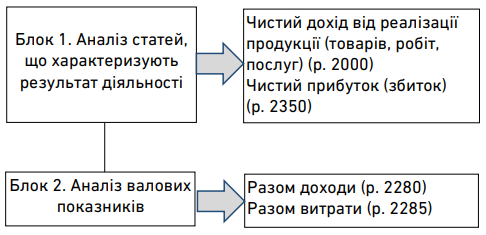 Блок 1. Аналіз статей,
що характеризують
результат діяльності
Чистий дохід від реалізації
продукції (товарів, робіт,
послуг) (р. 2000)
Чистий прибуток (збиток)
(р. 2350)
Блок 2. Аналіз валових
показників
Разом доходи (р. 2280)
Разом витрати (р. 2285)